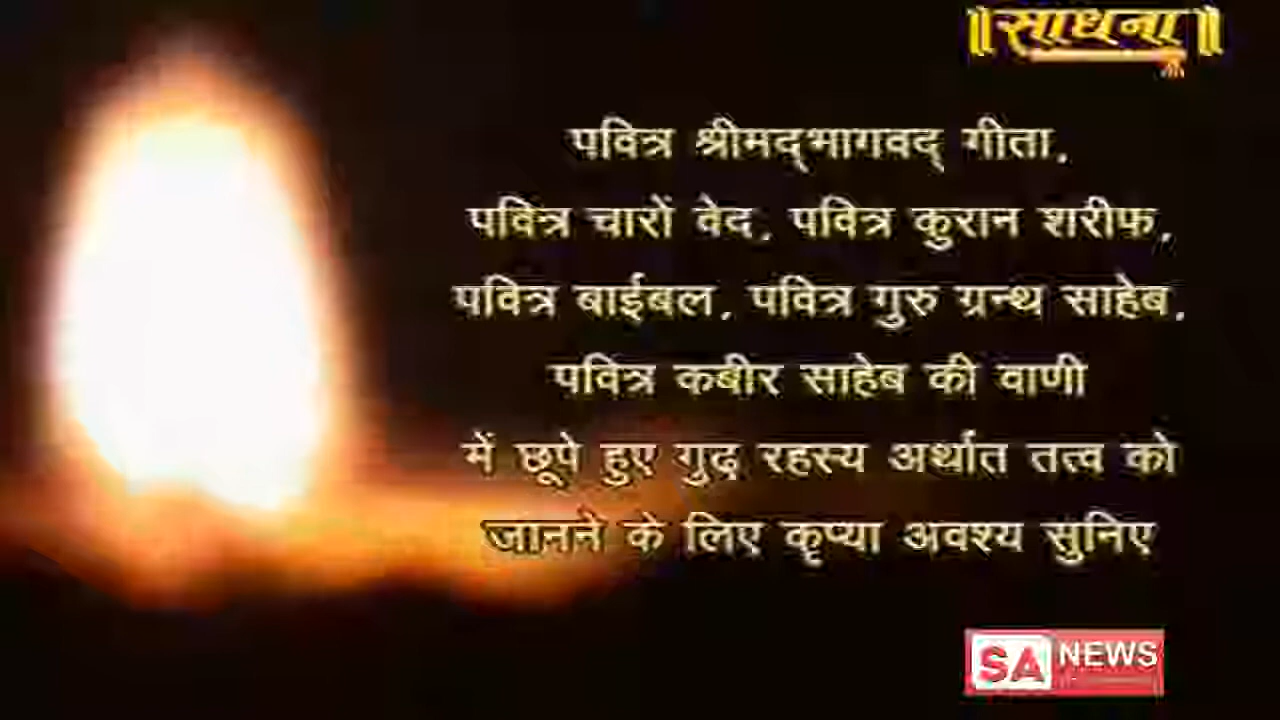 ॥साधना॥
पवित्र श्रीमद्‌भागवद् गीता,
पवित्र चारों वेद, पवित्र कुरान शरीफ,
पवित्र बाईबल, पवित्र गुरु ग्रन्थ साहेब,
पवित्र कबीर साहेब की वाणी
में छूपे हुए गुढ़ रहस्य अर्थात तत्व को
जानने के लिए कृप्या अवश्य सुनिए
SA NEWS